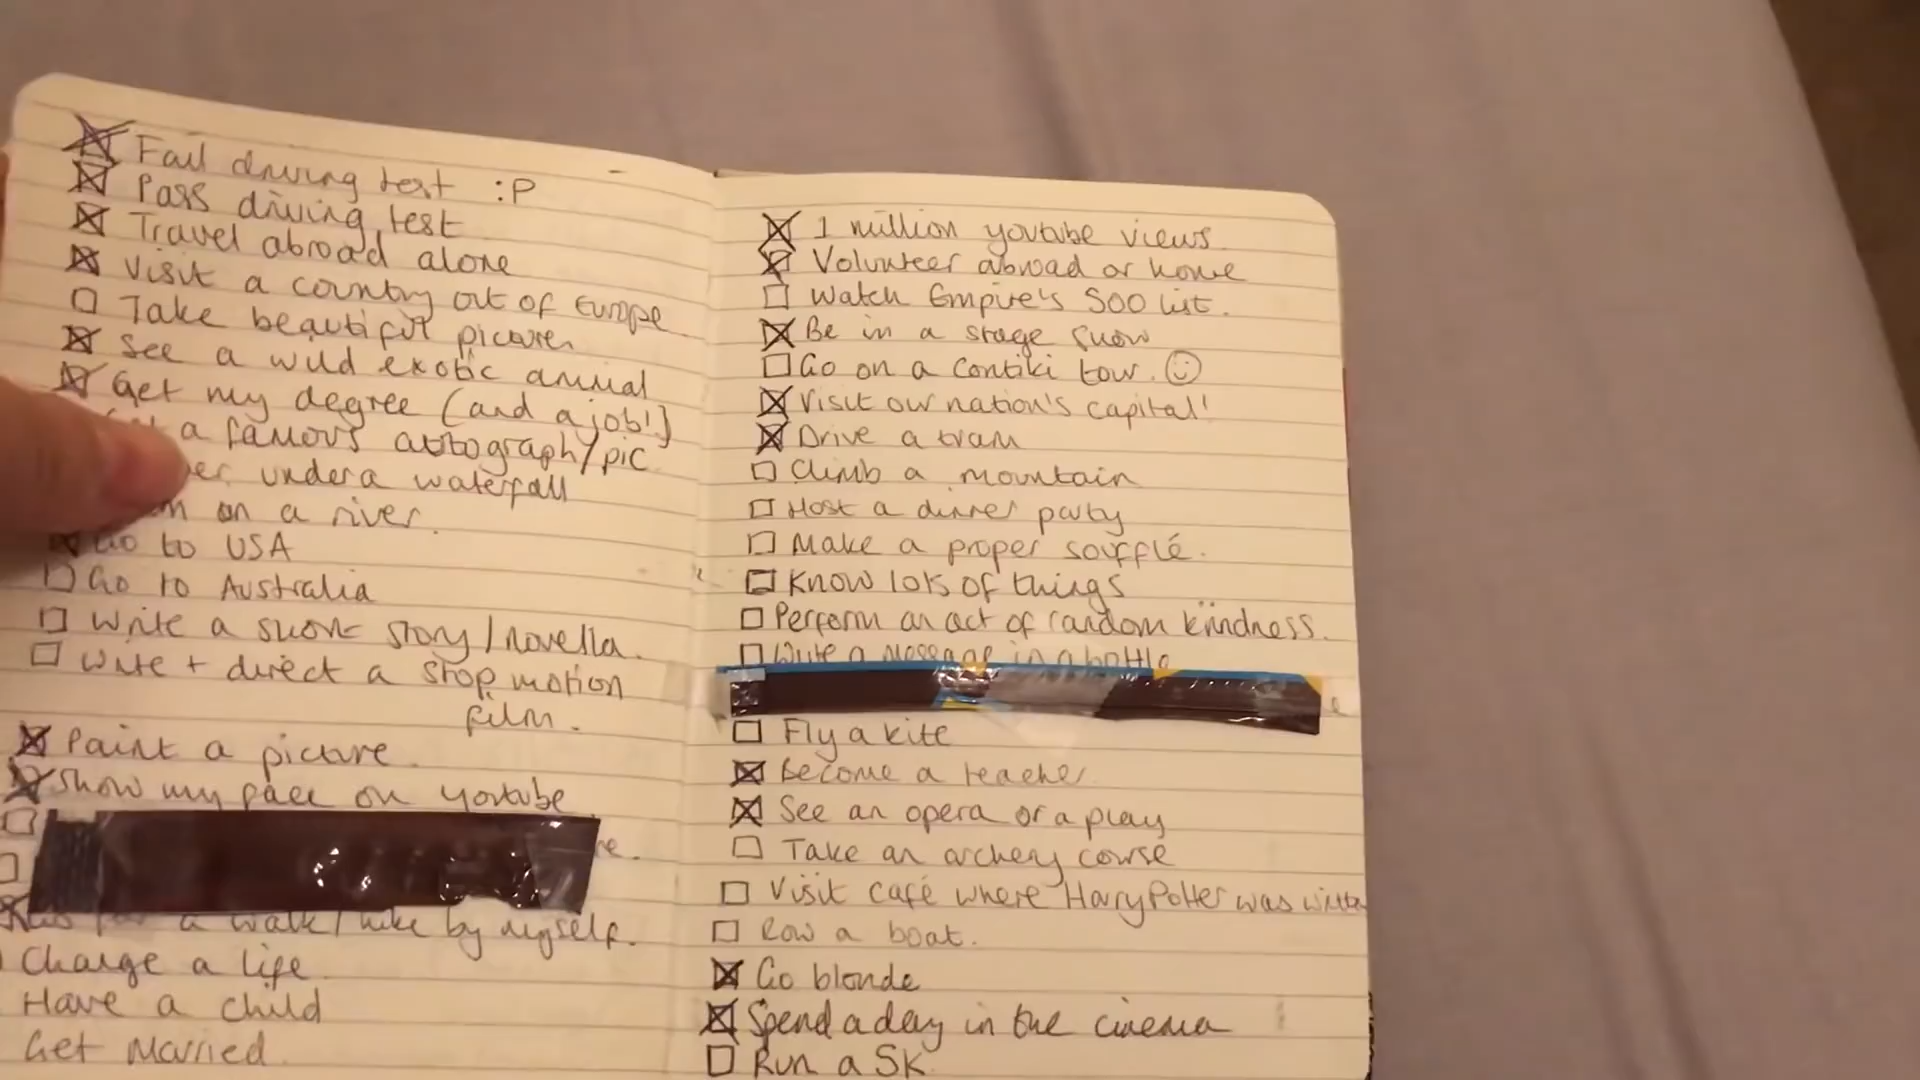 Fail driving test :P
Pass driving test
Travel abroad alone
Visit a country out of Europe
Take beautiful pictures
See a wild exotic animal
Get my degree (and a job!)
a famous autograph/pic
under a waterfall
on a river.
Go to USA
Go to Australia
Write a short story / novella.
Write + direct a stop motion
film.
Paint a picture.
Show my face on youtube
a walk / hike by myself.
Change a life
Have a child
Get Married
1 million youtube views
Volunteer abroad or home
Watch Empire's 500 list.
Be in a stage show
Go on a Contiki tour. ☺
Visit our nation's capital!
Drive a tram
Climb a mountain
Host a dinner party
Make a proper soufflé.
Know lots of things
Perform an act of random kindness.
Write a message in a bottle
Fly a kite
Become a teacher
See an opera or a play
Take an archery course
Visit café where Harry Potter was written
Row a boat.
Go blonde
Spend a day in the cinema
Run a 5K